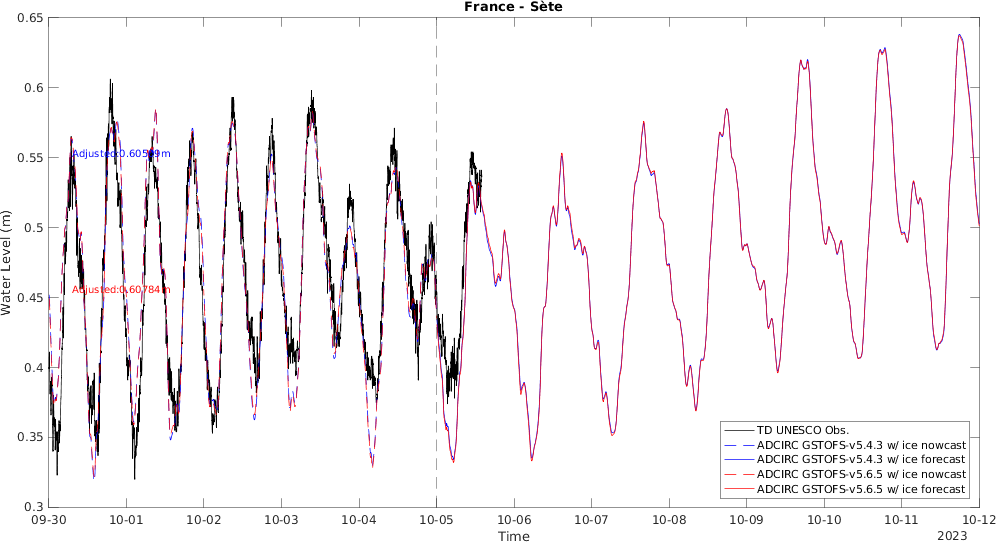 France - Sète
Water Level (m)
0.65
0.6
0.55
0.5
0.45
0.4
0.35
0.3
Adjusted:0.60549m
Adjusted:0.60784m
TD UNESCO Obs.
ADCIRC GSTOFS-v5.4.3 w/ ice nowcast
ADCIRC GSTOFS-v5.4.3 w/ ice forecast
ADCIRC GSTOFS-v5.6.5 w/ ice nowcast
ADCIRC GSTOFS-v5.6.5 w/ ice forecast
09-30 10-01 10-02 10-03 10-04 10-05 10-06 10-07 10-08 10-09 10-10 10-11 10-12
Time
2023